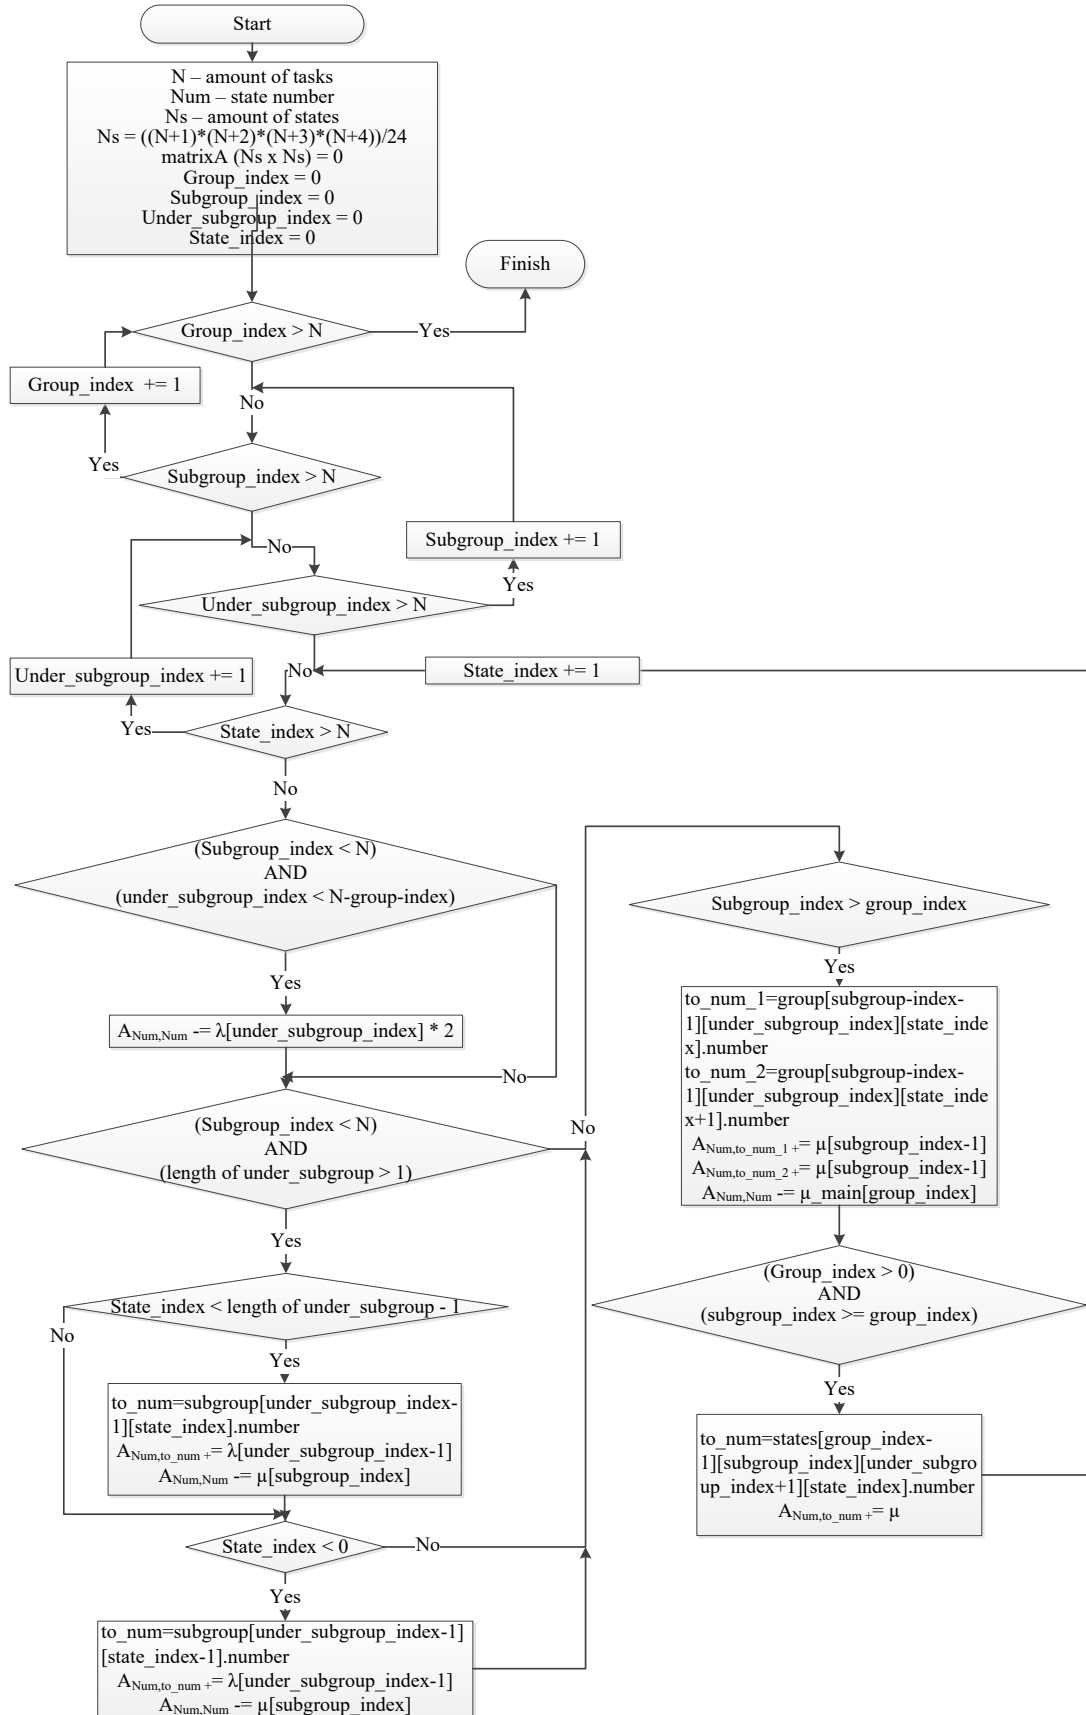 Start
N – amount of tasks
Num – state number
Ns – amount of states
Ns = ((N+1)*(N+2)*(N+3)*(N+4))/24
matrixA (Ns x Ns) = 0
Group_index = 0
Subgroup_index = 0
Under_subgroup_index = 0
State_index = 0
Finish
Group_index > N
Yes
Group_index += 1
No
Yes
Subgroup_index > N
Subgroup_index += 1
No
Yes
Under_subgroup_index > N
Under_subgroup_index += 1
No
State_index += 1
Yes
State_index > N
No
(Subgroup_index < N)
AND
(under_subgroup_index < N-group-index)
Yes
A_Num,Num -= λ[under_subgroup_index] * 2
No
(Subgroup_index < N)
AND
(length of under_subgroup > 1)
No
Yes
State_index < length of under_subgroup - 1
No
Yes
to_num=subgroup[under_subgroup_index-
1][state_index].number
A_Num,to_num += λ[under_subgroup_index-1]
A_Num,Num -= μ[subgroup_index]
State_index < 0
No
Yes
to_num=subgroup[under_subgroup_index-1]
[state_index-1].number
A_Num,to_num += λ[under_subgroup_index-1]
A_Num,Num -= μ[subgroup_index]
Subgroup_index > group_index
Yes
to_num_1=group[subgroup-index-
1][under_subgroup_index][state_inde
x].number
to_num_2=group[subgroup-index-
1][under_subgroup_index][state_inde
x+1].number
A_Num,to_num_1 += μ[subgroup_index-1]
A_Num,to_num_2 += μ[subgroup_index-1]
A_Num,Num -= μ_main[group_index]
(Group_index > 0)
AND
(subgroup_index >= group_index)
Yes
to_num=states[group_index-
1][subgroup_index][under_subgro
up_index+1][state_index].number
A_Num,to_num += μ